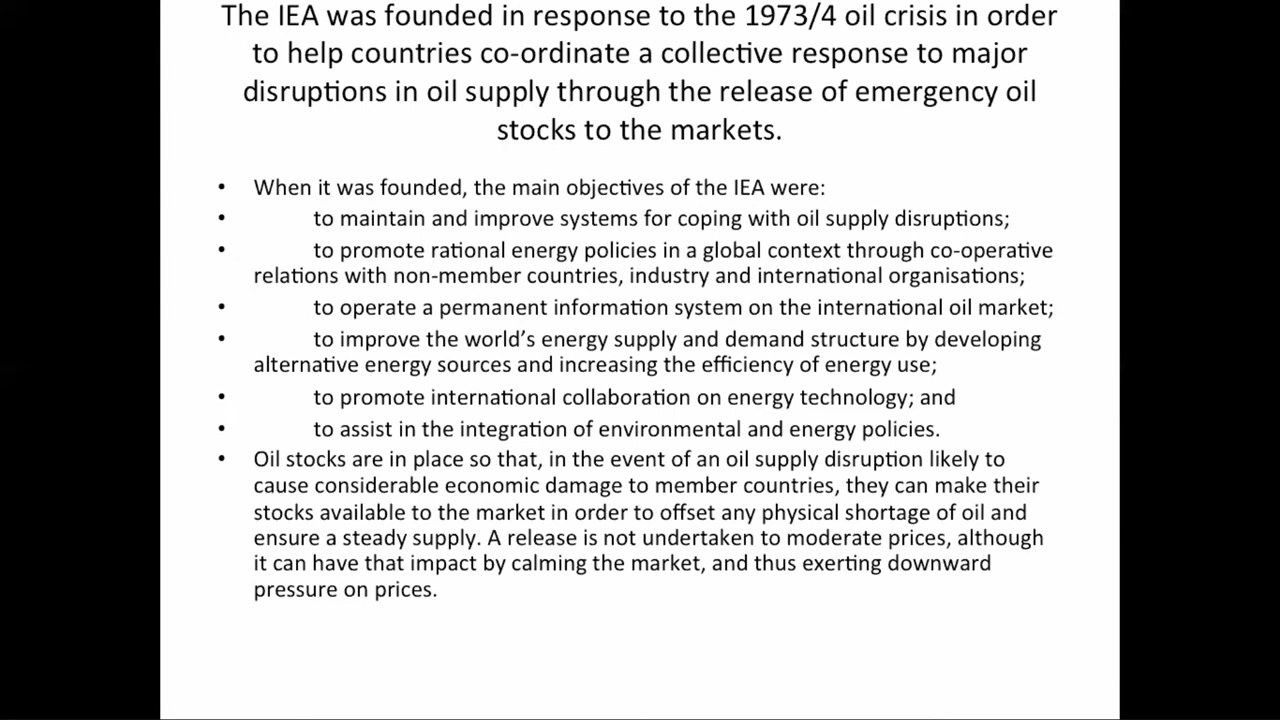 The IEA was founded in response to the 1973/4 oil crisis in order
to help countries co-ordinate a collective response to major
disruptions in oil supply through the release of emergency oil
stocks to the markets.
• When it was founded, the main objectives of the IEA were:
• to maintain and improve systems for coping with oil supply disruptions;
• to promote rational energy policies in a global context through co-operative
relations with non-member countries, industry and international organisations;
• to operate a permanent information system on the international oil market;
• to improve the world’s energy supply and demand structure by developing
alternative energy sources and increasing the efficiency of energy use;
• to promote international collaboration on energy technology; and
• to assist in the integration of environmental and energy policies.
• Oil stocks are in place so that, in the event of an oil supply disruption likely to
cause considerable economic damage to member countries, they can make their
stocks available to the market in order to offset any physical shortage of oil and
ensure a steady supply. A release is not undertaken to moderate prices, although
it can have that impact by calming the market, and thus exerting downward
pressure on prices.